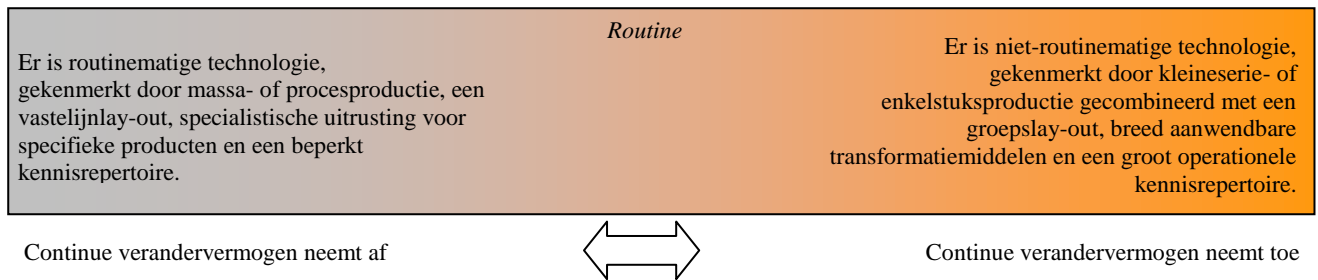 Routine
Er is routinematige technologie,
gekenmerkt door massa- of procesproductie, een
vastelijnlay-out, specialistische uitrusting voor
specifieke producten en een beperkt
kennisrepertoire.
Er is niet-routinematige technologie,
gekenmerkt door kleineserie- of
enkelstuksproductie gecombineerd met een
groepslay-out, breed aanwendbare
transformatiemiddelen en een groot operationele
kennisrepertoire.
Continue verandervermogen neemt af
Continue verandervermogen neemt toe